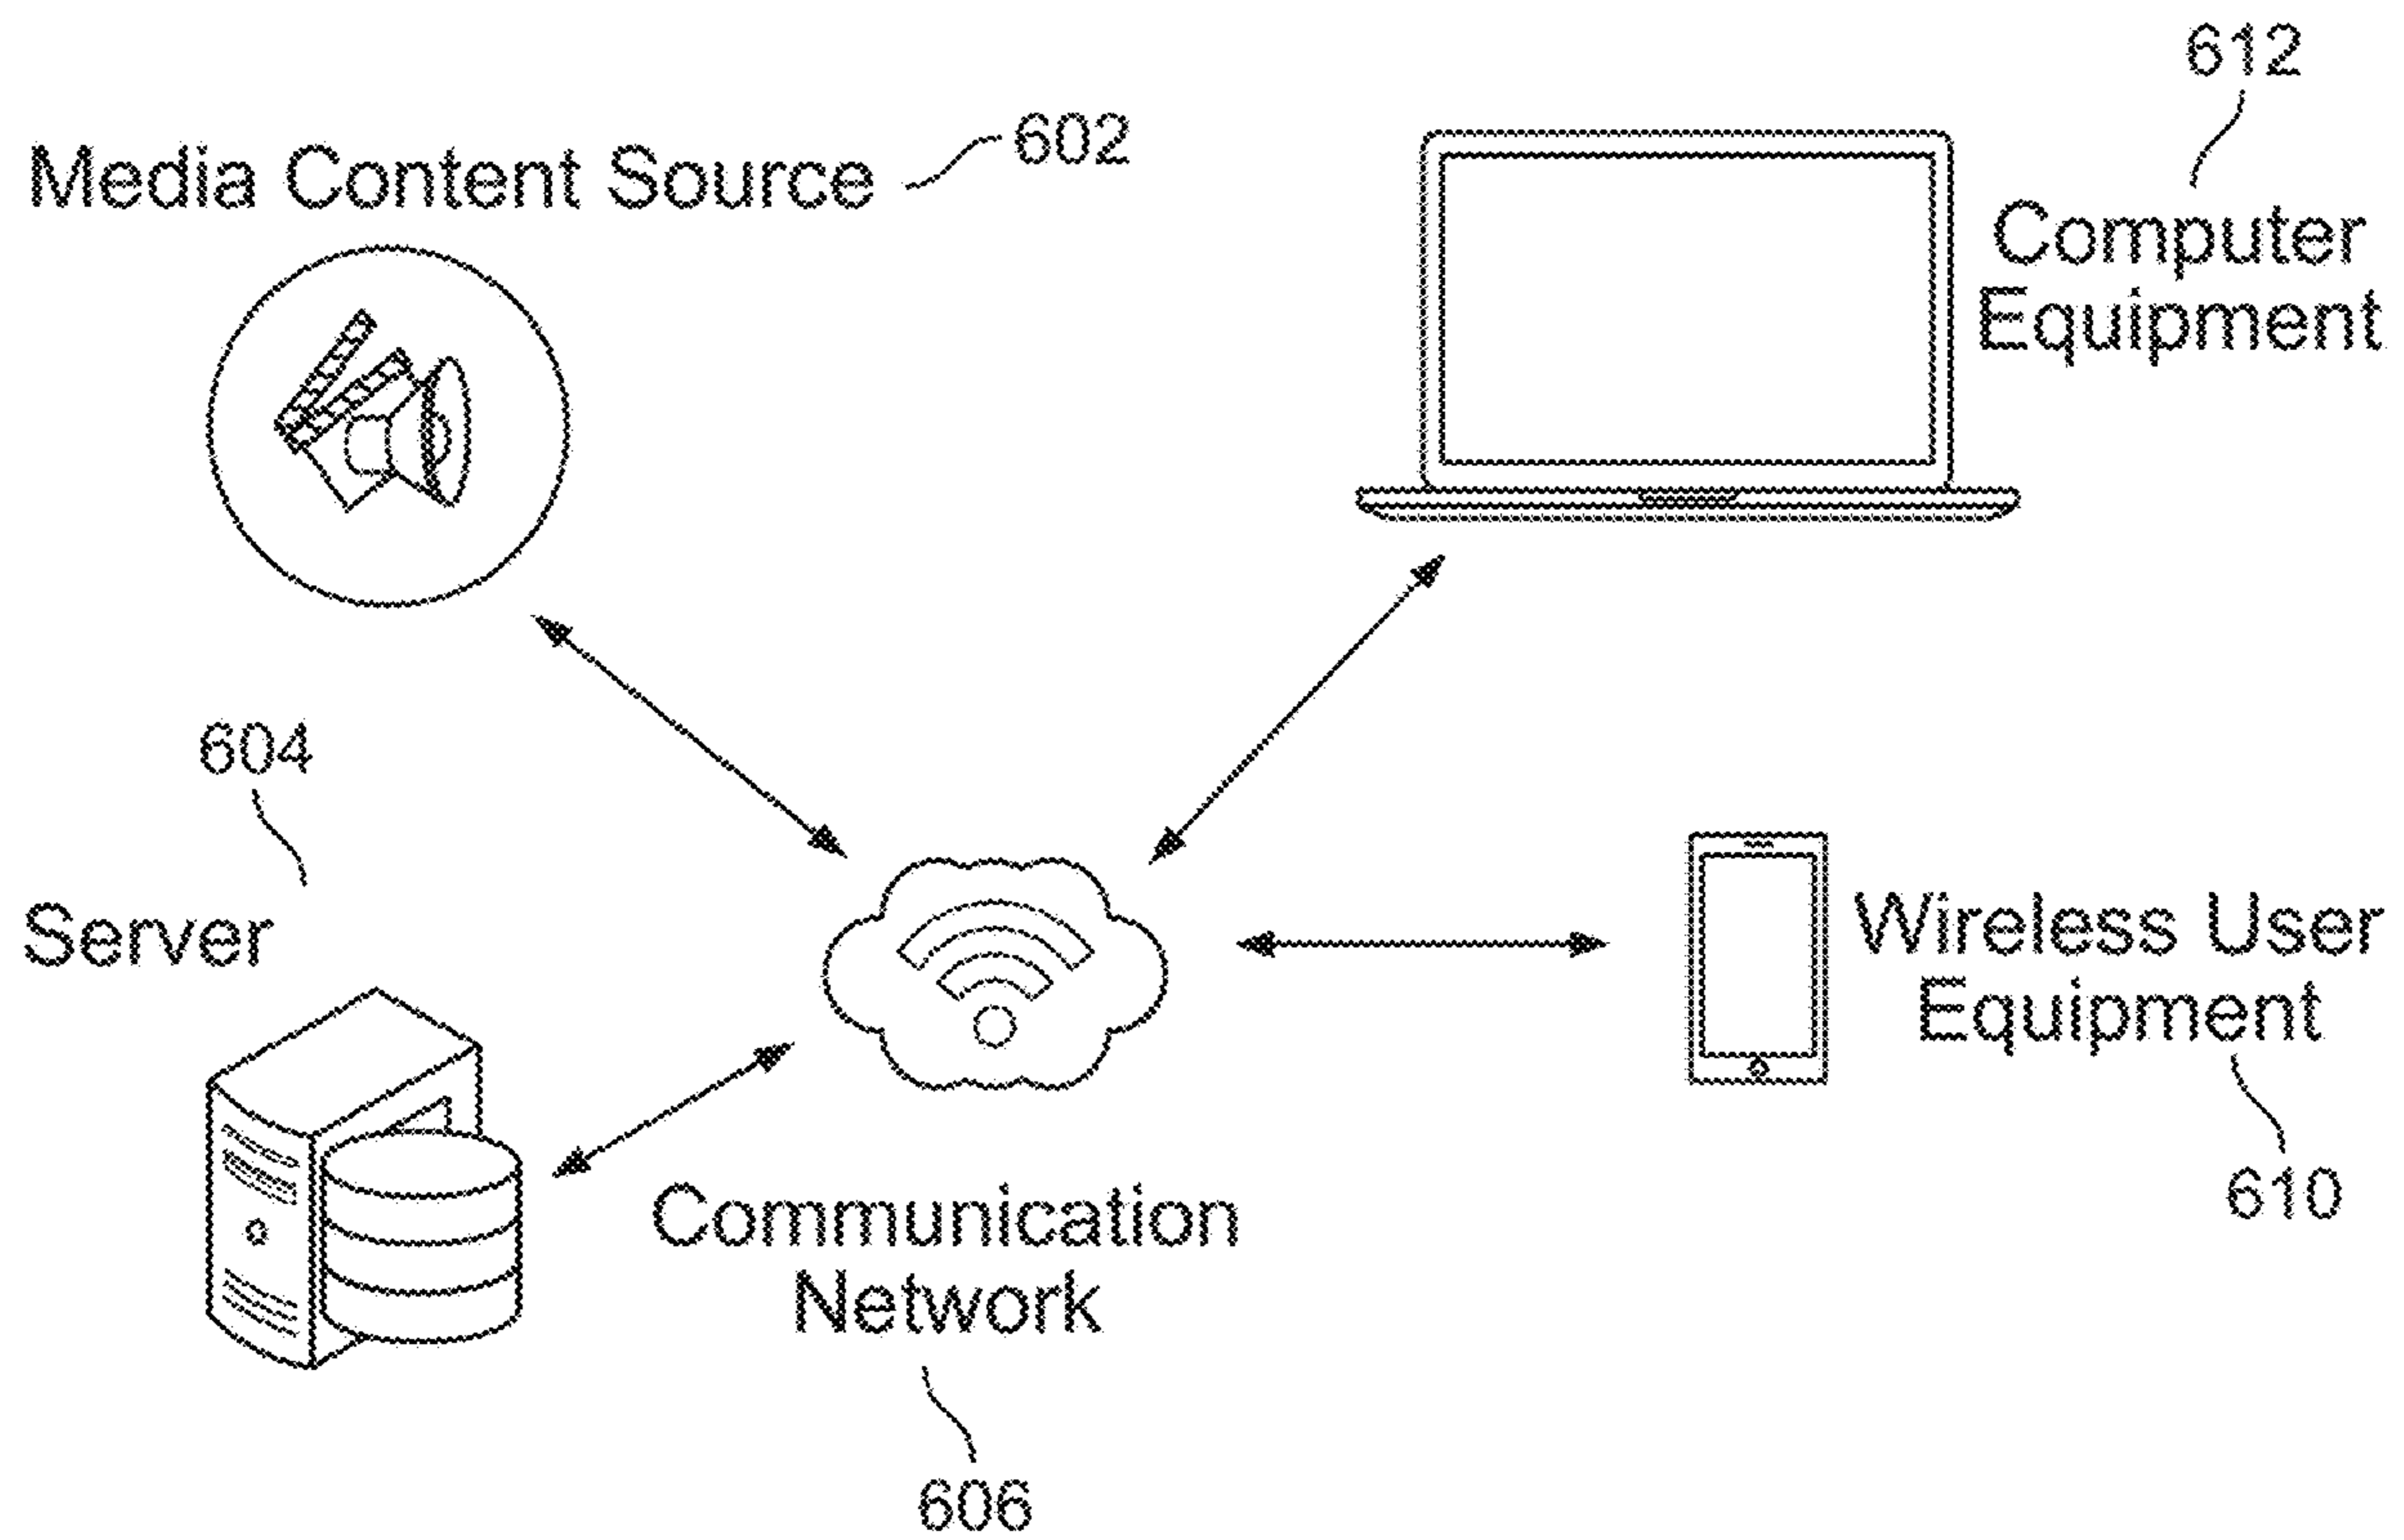 612
602
Media Content Source
Computer
Equipment
604
Server
Wireless User
Equipment
610
Communication
Network
606